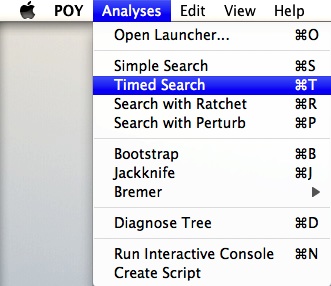 POY Analyses Edit View Help
Open Launcher... ⌘O
Simple Search ⌘S
Timed Search ⌘T
Search with Ratchet ⌘R
Search with Perturb ⌘P
Bootstrap ⌘B
Jackknife ⌘J
Bremer
Diagnose Tree ⌘D
Run Interactive Console ⌘N
Create Script